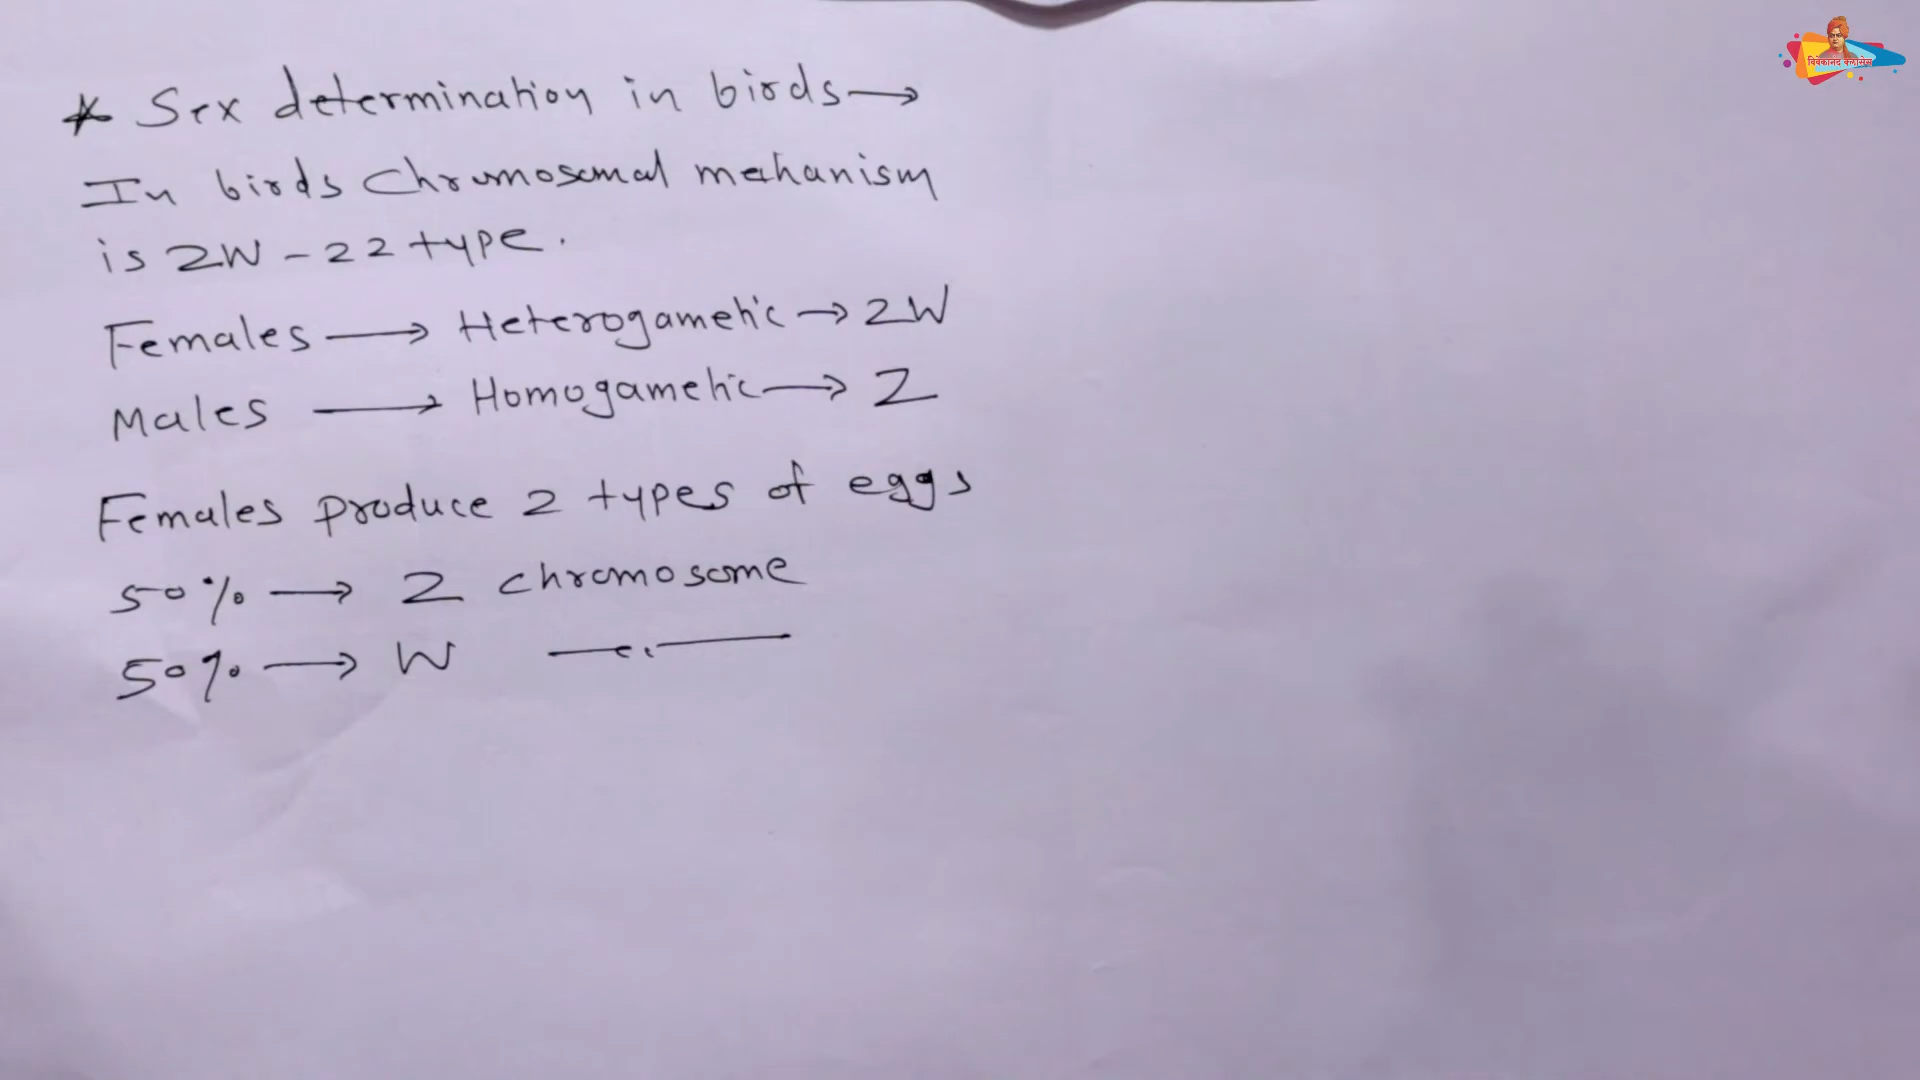 * Sex determination in birds →
In birds Chromosomal mehanism
is ZW - ZZ type.
Females → Heterogametic → ZW
Males → Homogametic → Z
Females produce 2 types of eggs
50% → Z chromosome
50% → W —〃—
विवेकानंद क्लासेस